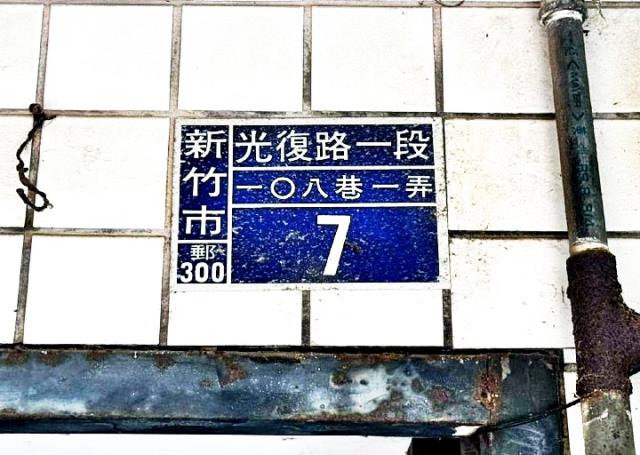 新竹市
郵
300
光復路一段
一〇八巷一弄
7